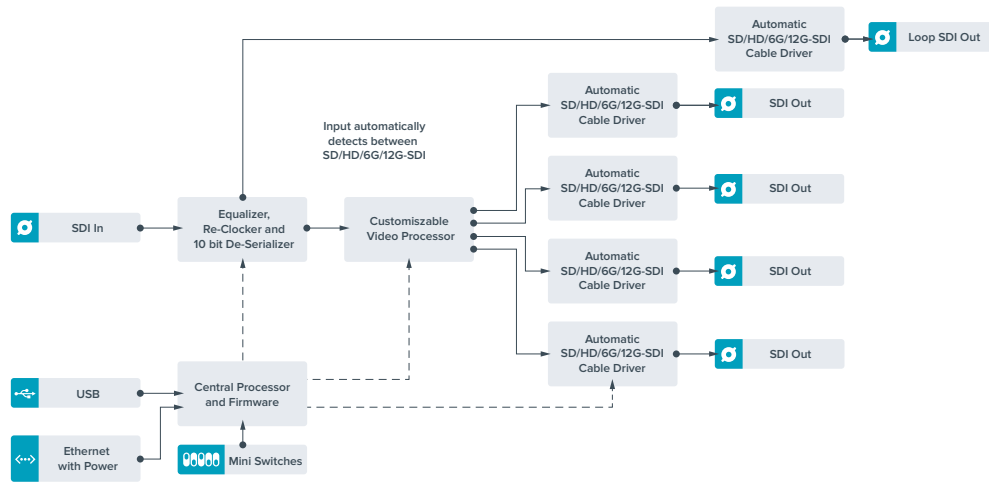 Automatic
SD/HD/6G/12G-SDI
Cable Driver
Loop SDI Out
Automatic
SD/HD/6G/12G-SDI
Cable Driver
SDI Out
Input automatically
detects between
SD/HD/6G/12G-SDI
Automatic
SD/HD/6G/12G-SDI
Cable Driver
SDI Out
SDI In
Equalizer,
Re-Clocker and
10 bit De-Serializer
Customiszable
Video Processor
Automatic
SD/HD/6G/12G-SDI
Cable Driver
SDI Out
Automatic
SD/HD/6G/12G-SDI
Cable Driver
SDI Out
USB
Central Processor
and Firmware
Ethernet
with Power
Mini Switches